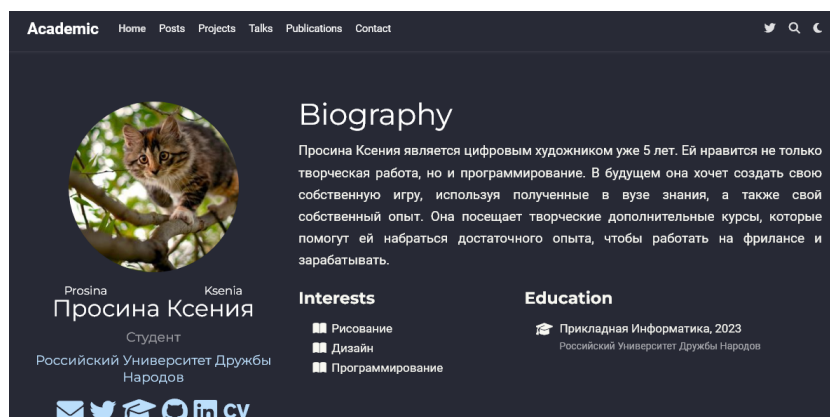 Academic Home Posts Projects Talks Publications Contact
Biography
Просина Ксения является цифровым художником уже 5 лет. Ей нравится не только
творческая работа, но и программирование. В будущем она хочет создать свою
собственную игру, используя полученные в вузе знания, а также свой
собственный опыт. Она посещает творческие дополнительные курсы, которые
помогут ей набраться достаточного опыта, чтобы работать на фрилансе и
зарабатывать.
Prosina Ksenia
Просина Ксения
Студент
Российский Университет Дружбы
Народов
in cv
Interests
Рисование
Дизайн
Программирование
Education
Прикладная Информатика, 2023
Российский Университет Дружбы Народов